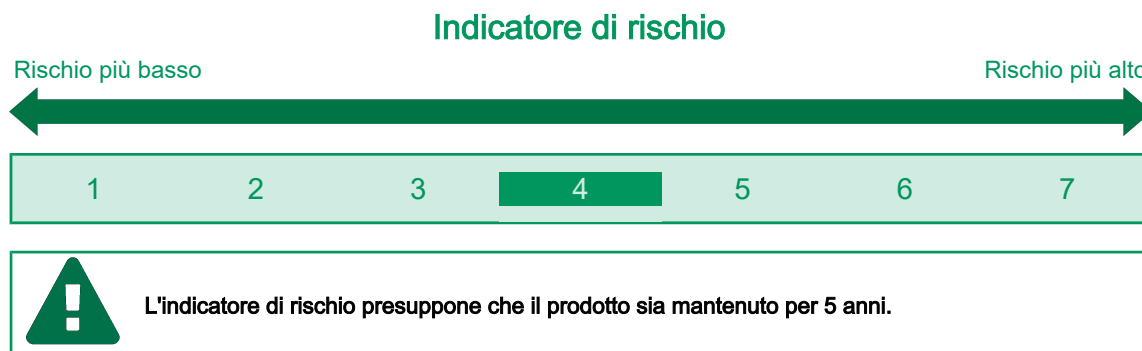 Indicatore di rischio
Rischio più basso Rischio più alto
1 2 3 4 5 6 7
L'indicatore di rischio presuppone che il prodotto sia mantenuto per 5 anni.